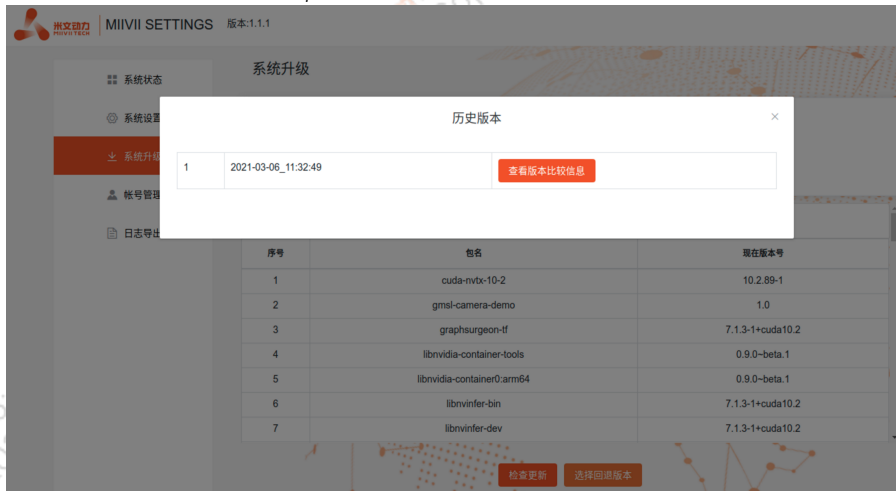 米文动力
MIIVII TECH
MIIVII SETTINGS
版本:1.1.1
系统状态
系统设置
系统升级
帐号管理
日志导出
系统升级
历史版本
×
1 2021-03-06_11:32:49 查看版本比较信息
序号 包名 现在版本号
1 cuda-nvtx-10-2 10.2.89-1
2 gmsl-camera-demo 1.0
3 graphsurgeon-tf 7.1.3-1+cuda10.2
4 libnvidia-container-tools 0.9.0~beta.1
5 libnvidia-container0:arm64 0.9.0~beta.1
6 libnvinfer-bin 7.1.3-1+cuda10.2
7 libnvinfer-dev 7.1.3-1+cuda10.2
检查更新 选择回退版本